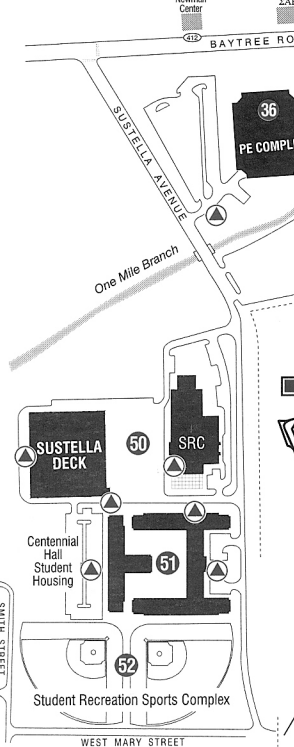 Newman
Center
ΣAE
412
BAYTREE RO
36
PE COMPL
SUSTELLA AVENUE
One Mile Branch
SUSTELLA
DECK
50
SRC
Centennial
Hall
Student
Housing
51
SMITH STREET
52
Student Recreation Sports Complex
WEST MARY STREET